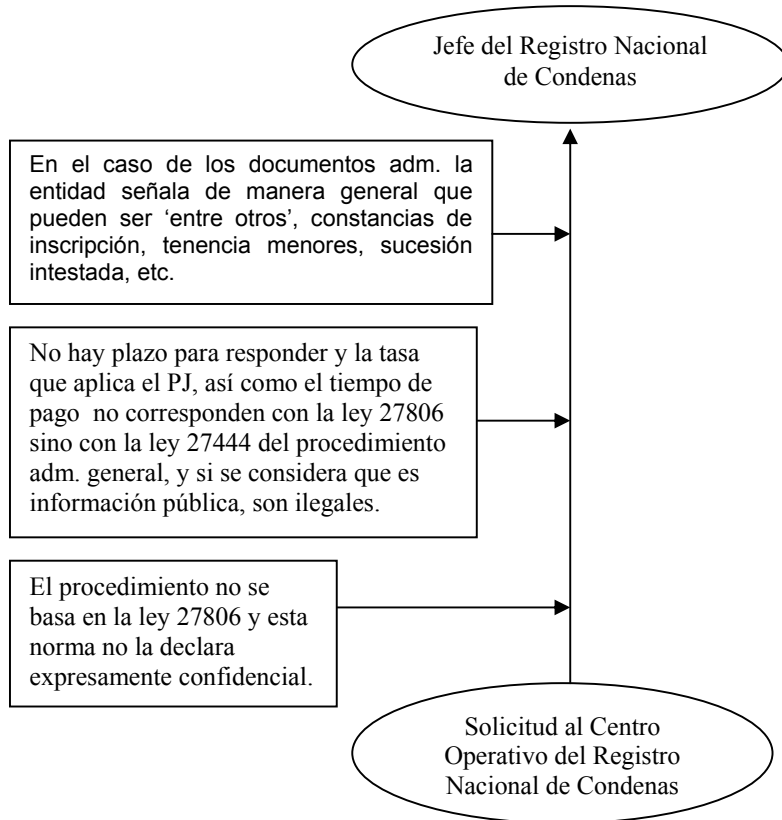 Jefe del Registro Nacional
de Condenas
En el caso de los documentos adm. la
entidad señala de manera general que
pueden ser ‘entre otros’, constancias de
inscripción, tenencia menores, sucesión
intestada, etc.
No hay plazo para responder y la tasa
que aplica el PJ, así como el tiempo de
pago no corresponden con la ley 27806
sino con la ley 27444 del procedimiento
adm. general, y si se considera que es
información pública, son ilegales.
El procedimiento no se
basa en la ley 27806 y esta
norma no la declara
expresamente confidencial.
Solicitud al Centro
Operativo del Registro
Nacional de Condenas